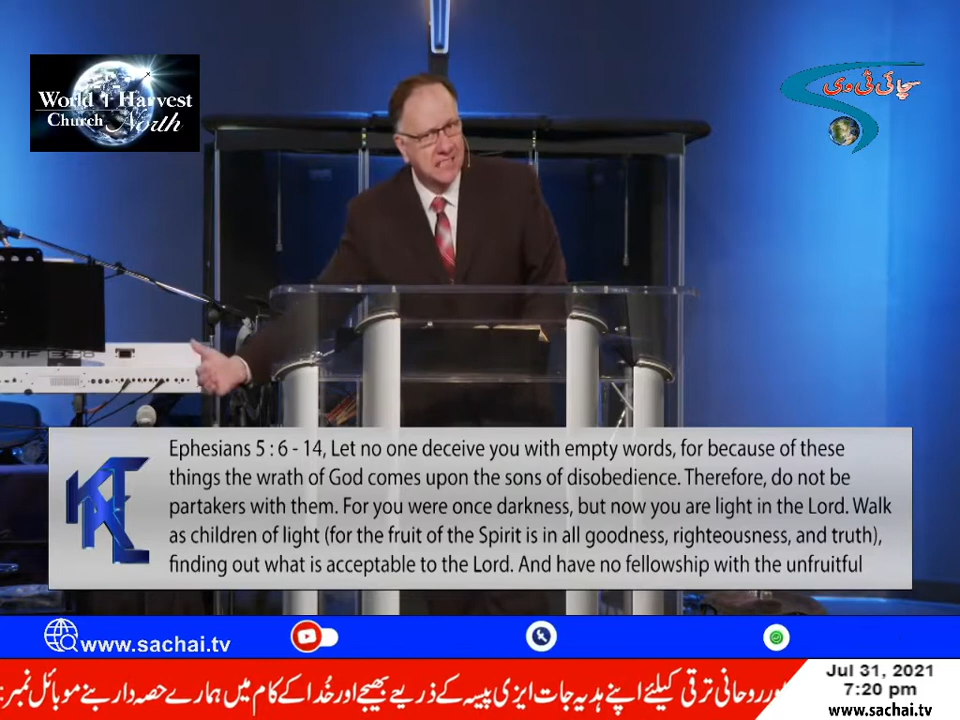 World Harvest
Church North
سچائی ٹی وی
OTIF ES6
Ephesians 5 : 6 - 14, Let no one deceive you with empty words, for because of these
things the wrath of God comes upon the sons of disobedience. Therefore, do not be
partakers with them. For you were once darkness, but now you are light in the Lord. Walk
as children of light (for the fruit of the Spirit is in all goodness, righteousness, and truth),
finding out what is acceptable to the Lord. And have no fellowship with the unfruitful
www.sachai.tv
روحانی ترقی کیلئے اپنے ہدیہ جات ایزی پیسہ کے ذریعے بھیجے اور خُدا کے کام میں ہمارے حصہ دار بنے موبائل نمبر:
Jul 31, 2021
7:20 pm
www.sachai.tv